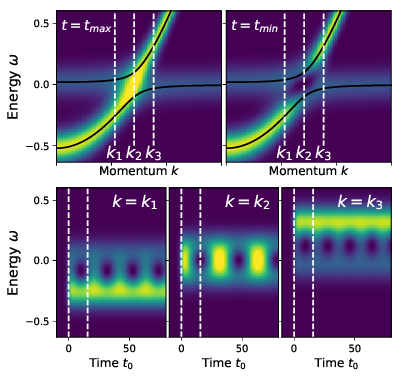 0.5
0.0
−0.5
Energy ω
t = t_max
k₁ k₂ k₃
Momentum k
t = t_min
k₁ k₂ k₃
Momentum k
0.5
0.0
−0.5
Energy ω
k = k₁
0 50
Time t₀
k = k₂
0 50
Time t₀
k = k₃
0 50
Time t₀